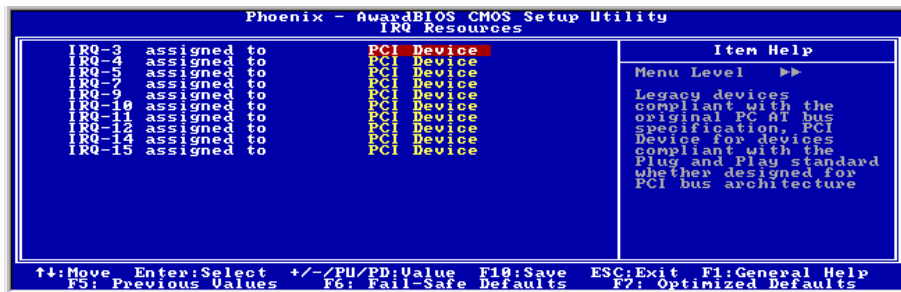 Phoenix - AwardBIOS CMOS Setup Utility
IRQ Resources
IRQ-3 assigned to PCI Device
IRQ-4 assigned to PCI Device
IRQ-5 assigned to PCI Device
IRQ-7 assigned to PCI Device
IRQ-9 assigned to PCI Device
IRQ-10 assigned to PCI Device
IRQ-11 assigned to PCI Device
IRQ-12 assigned to PCI Device
IRQ-14 assigned to PCI Device
IRQ-15 assigned to PCI Device
Item Help
Menu Level ▶▶
Legacy devices
compliant with the
original PC AT bus
specification, PCI
Device for devices
compliant with the
Plug and Play standard
whether designed for
PCI bus architecture
↑↓:Move Enter:Select +/-/PU/PD:Value F10:Save ESC:Exit F1:General Help
F5: Previous Values F6: Fail-Safe Defaults F7: Optimized Defaults